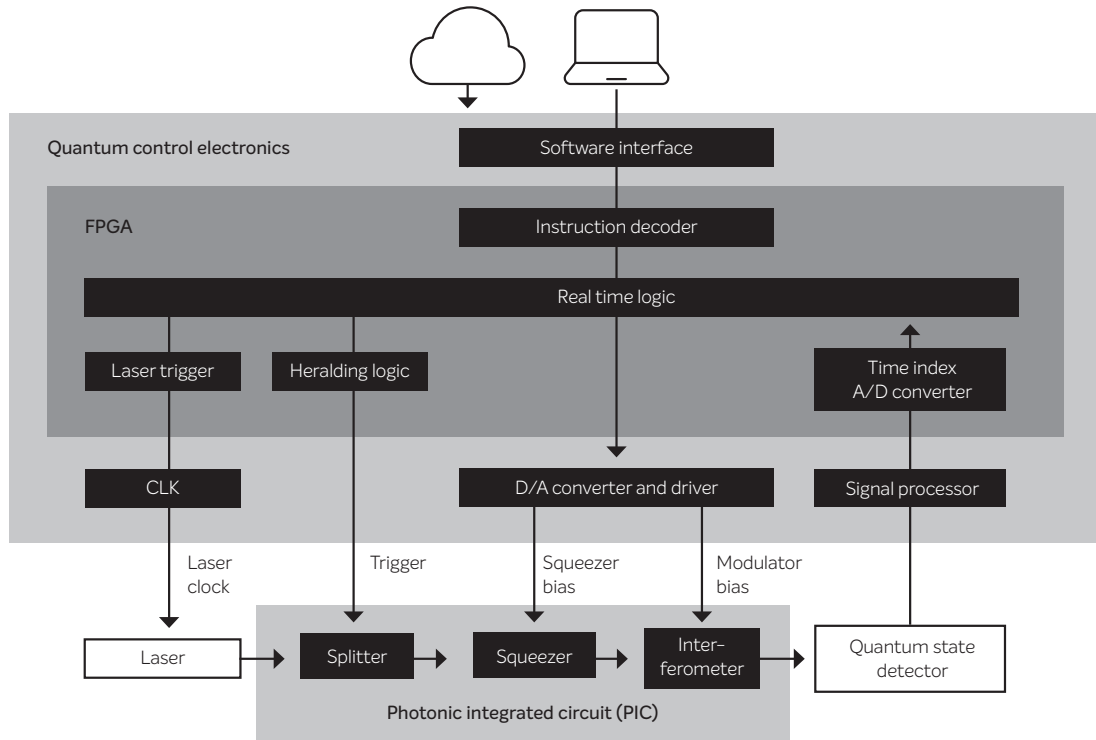 Quantum control electronics
Software interface
FPGA
Instruction decoder
Real time logic
Laser trigger
Heralding logic
Time index
A/D converter
CLK
D/A converter and driver
Signal processor
Laser
clock
Trigger
Squeezer
bias
Modulator
bias
Laser
Splitter
Squeezer
Inter-
ferometer
Quantum state
detector
Photonic integrated circuit (PIC)